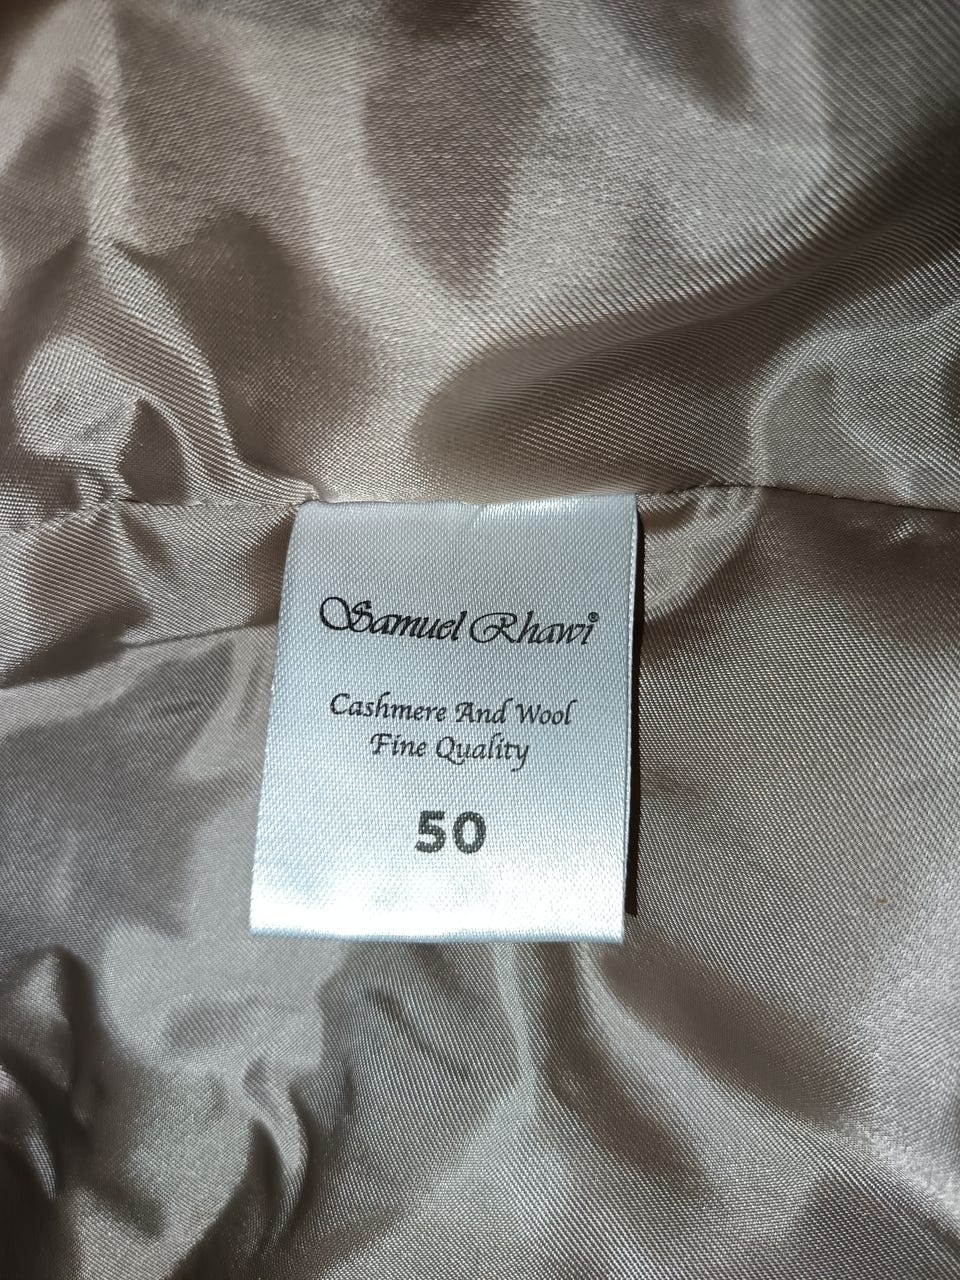 Samuel Rhawi®
Cashmere And Wool
Fine Quality
50